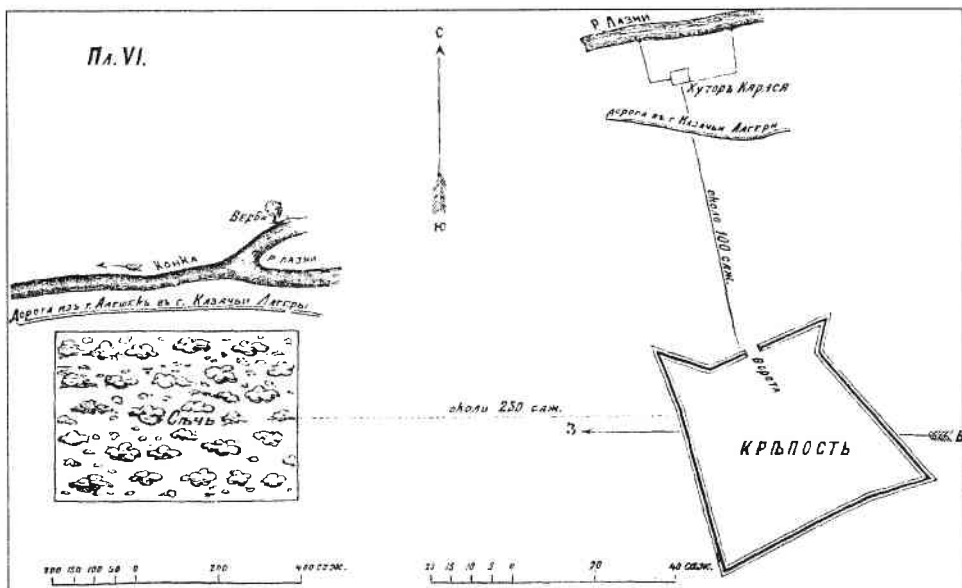 Пл. VI.
С
Ю
Р. Лазни
Хуторъ Караса
Дорога въ г. Казачьи Лагери
около 100 саж.
Верба
Конка
Р. Лазни
Дорога изъ г. Алешекъ въ с. Казачьи Лагеры
Сѣчь
около 250 саж.
Ворота
З
В
КРѢПОСТЬ
200 150 100 50 0 200 400 саж.
15 10 5 0 20 40 саж.